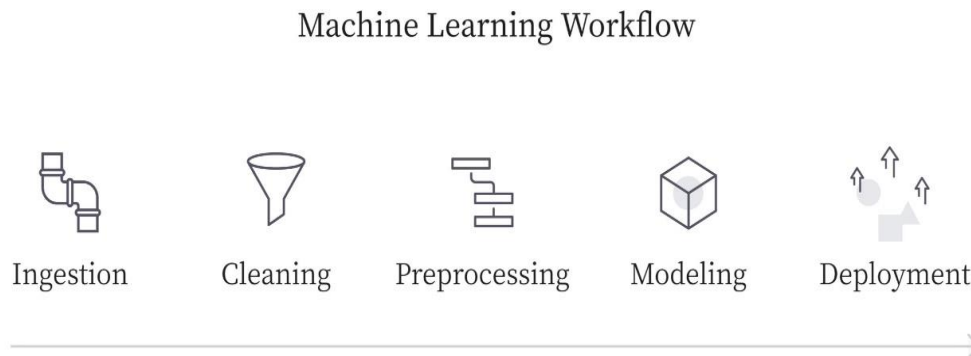 Machine Learning Workflow
Ingestion Cleaning Preprocessing Modeling Deployment